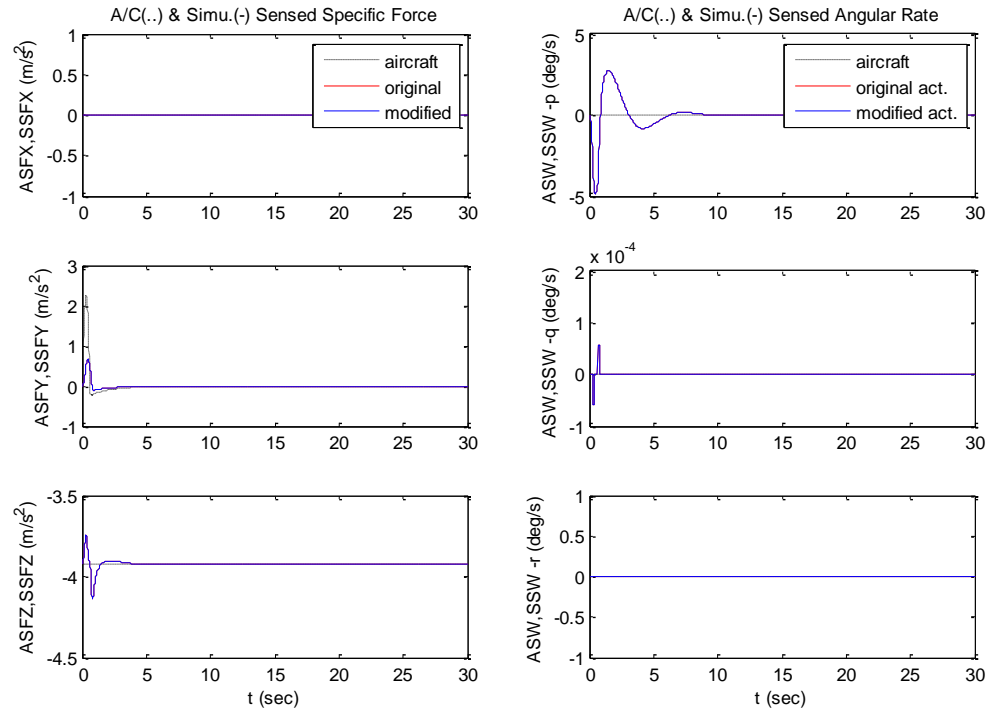 A/C(..) & Simu.(-) Sensed Specific Force
ASFX,SSFX (m/s²)
1
0.5
0
-0.5
-1
0 5 10 15 20 25 30
aircraft
original
modified
A/C(..) & Simu.(-) Sensed Angular Rate
ASW,SSW -p (deg/s)
5
0
-5
0 5 10 15 20 25 30
aircraft
original act.
modified act.
ASFY,SSFY (m/s²)
3
2
1
0
-1
0 5 10 15 20 25 30
x 10⁻⁴
ASW,SSW -q (deg/s)
2
1
0
-1
0 5 10 15 20 25 30
ASFZ,SSFZ (m/s²)
-3.5
-4
-4.5
0 5 10 15 20 25 30
t (sec)
ASW,SSW -r (deg/s)
1
0.5
0
-0.5
-1
0 5 10 15 20 25 30
t (sec)